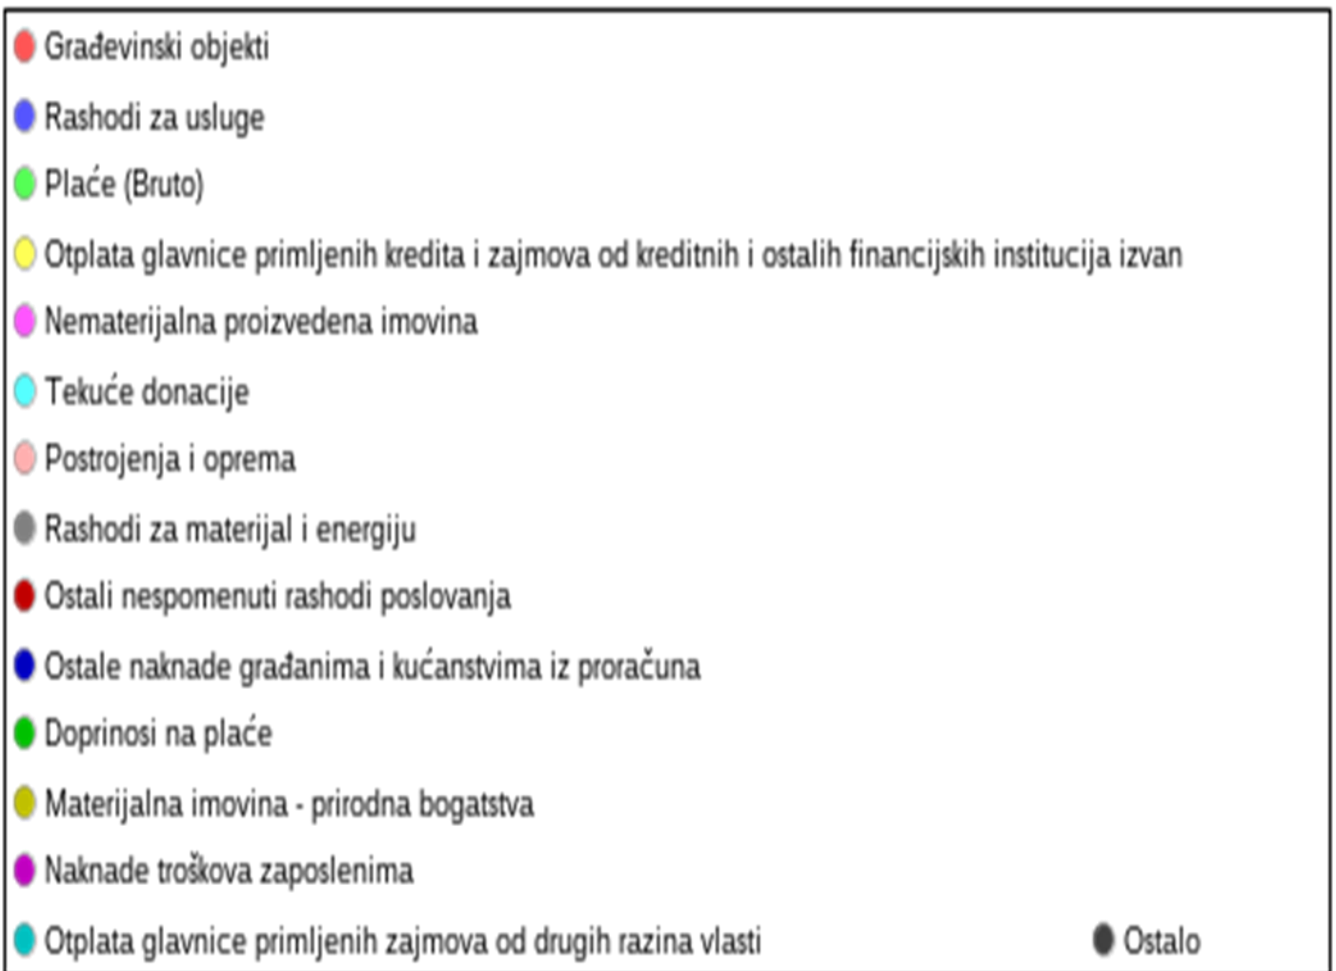 Građevinski objekti
Rashodi za usluge
Plaće (Bruto)
Otplata glavnice primljenih kredita i zajmova od kreditnih i ostalih financijskih institucija izvan
Nematerijalna proizvedena imovina
Tekuće donacije
Postrojenja i oprema
Rashodi za materijal i energiju
Ostali nespomenuti rashodi poslovanja
Ostale naknade građanima i kućanstvima iz proračuna
Doprinosi na plaće
Materijalna imovina - prirodna bogatstva
Naknade troškova zaposlenima
Otplata glavnice primljenih zajmova od drugih razina vlasti Ostalo